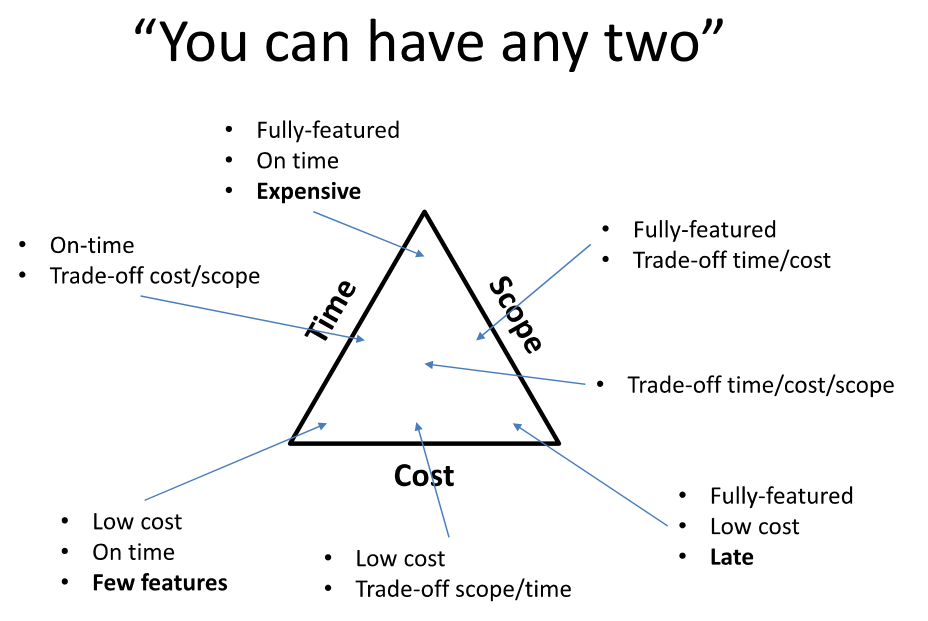 “You can have any two”
• Fully-featured
• On time
• Expensive
• On-time
• Trade-off cost/scope
• Fully-featured
• Trade-off time/cost
Time
Scope
• Trade-off time/cost/scope
Cost
• Low cost
• On time
• Few features
• Low cost
• Trade-off scope/time
• Fully-featured
• Low cost
• Late